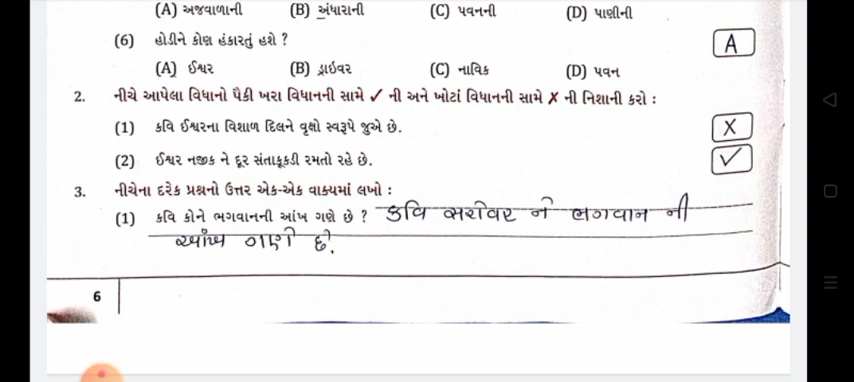 (A) અજવાળાની (B) અંધારાની (C) પવનની (D) પાણીની
(6) હોડીને કોણ હંકારતું હશે ? A
(A) ઈશ્વર (B) ડ્રાઇવર (C) નાવિક (D) પવન
2. નીચે આપેલા વિધાનો પૈકી ખરા વિધાનની સામે ✓ ની અને ખોટાં વિધાનની સામે ✗ ની નિશાની કરો :
(1) કવિ ઈશ્વરના વિશાળ દિલને વૃક્ષો સ્વરૂપે જુએ છે. X
(2) ઈશ્વર નજીક ને દૂર સંતાકૂકડી રમતો રહે છે. ✓
3. નીચેના દરેક પ્રશ્નનો ઉત્તર એક-એક વાક્યમાં લખો :
(1) કવિ કોને ભગવાનની આંખ ગણે છે ? કવિ સરોવર ને ભગવાન ની
આંખ ગણે છે.
6